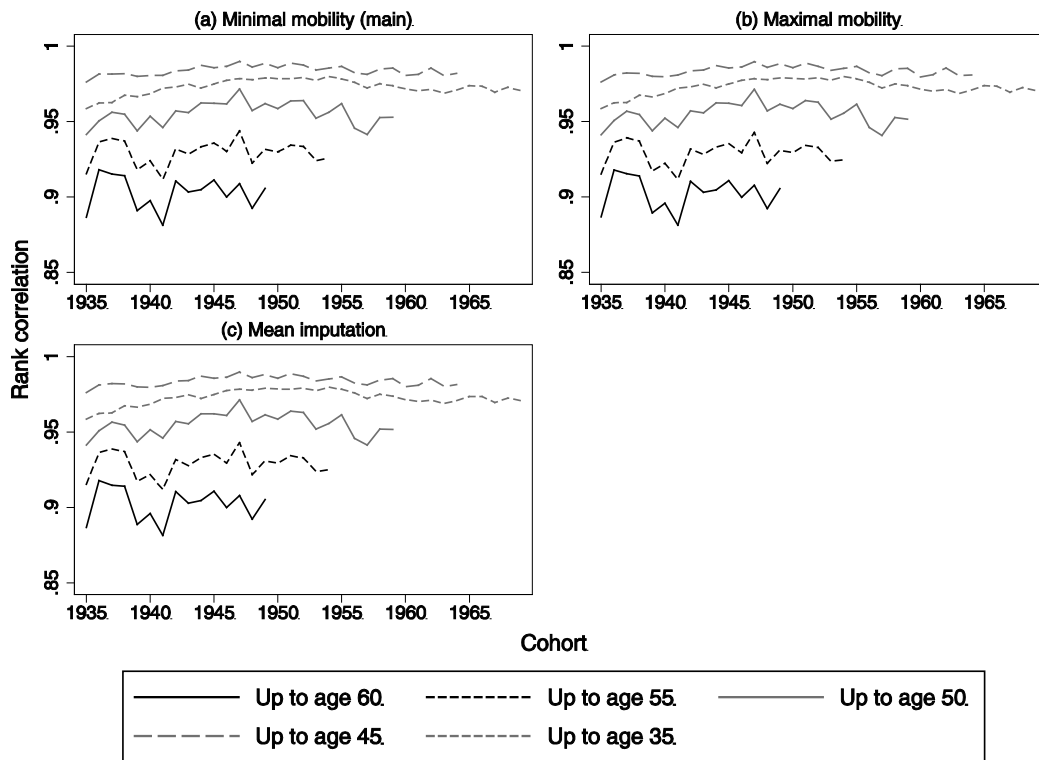 (a) Minimal mobility (main).
(b) Maximal mobility.
1
.95
.9
.85
1935. 1940. 1945. 1950. 1955. 1960. 1965.
1
.95
.9
.85
1935. 1940. 1945. 1950. 1955. 1960. 1965.
(c) Mean imputation.
1
.95
.9
.85
1935. 1940. 1945. 1950. 1955. 1960. 1965.
Rank correlation
Cohort
Up to age 60. Up to age 55. Up to age 50.
Up to age 45. Up to age 35.